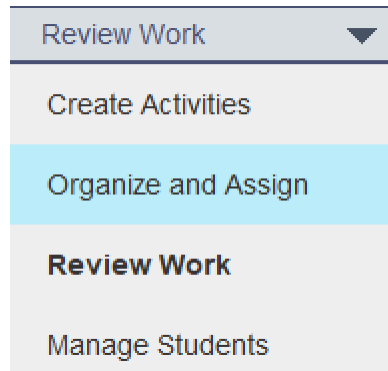 Review Work
Create Activities
Organize and Assign
Review Work
Manage Students